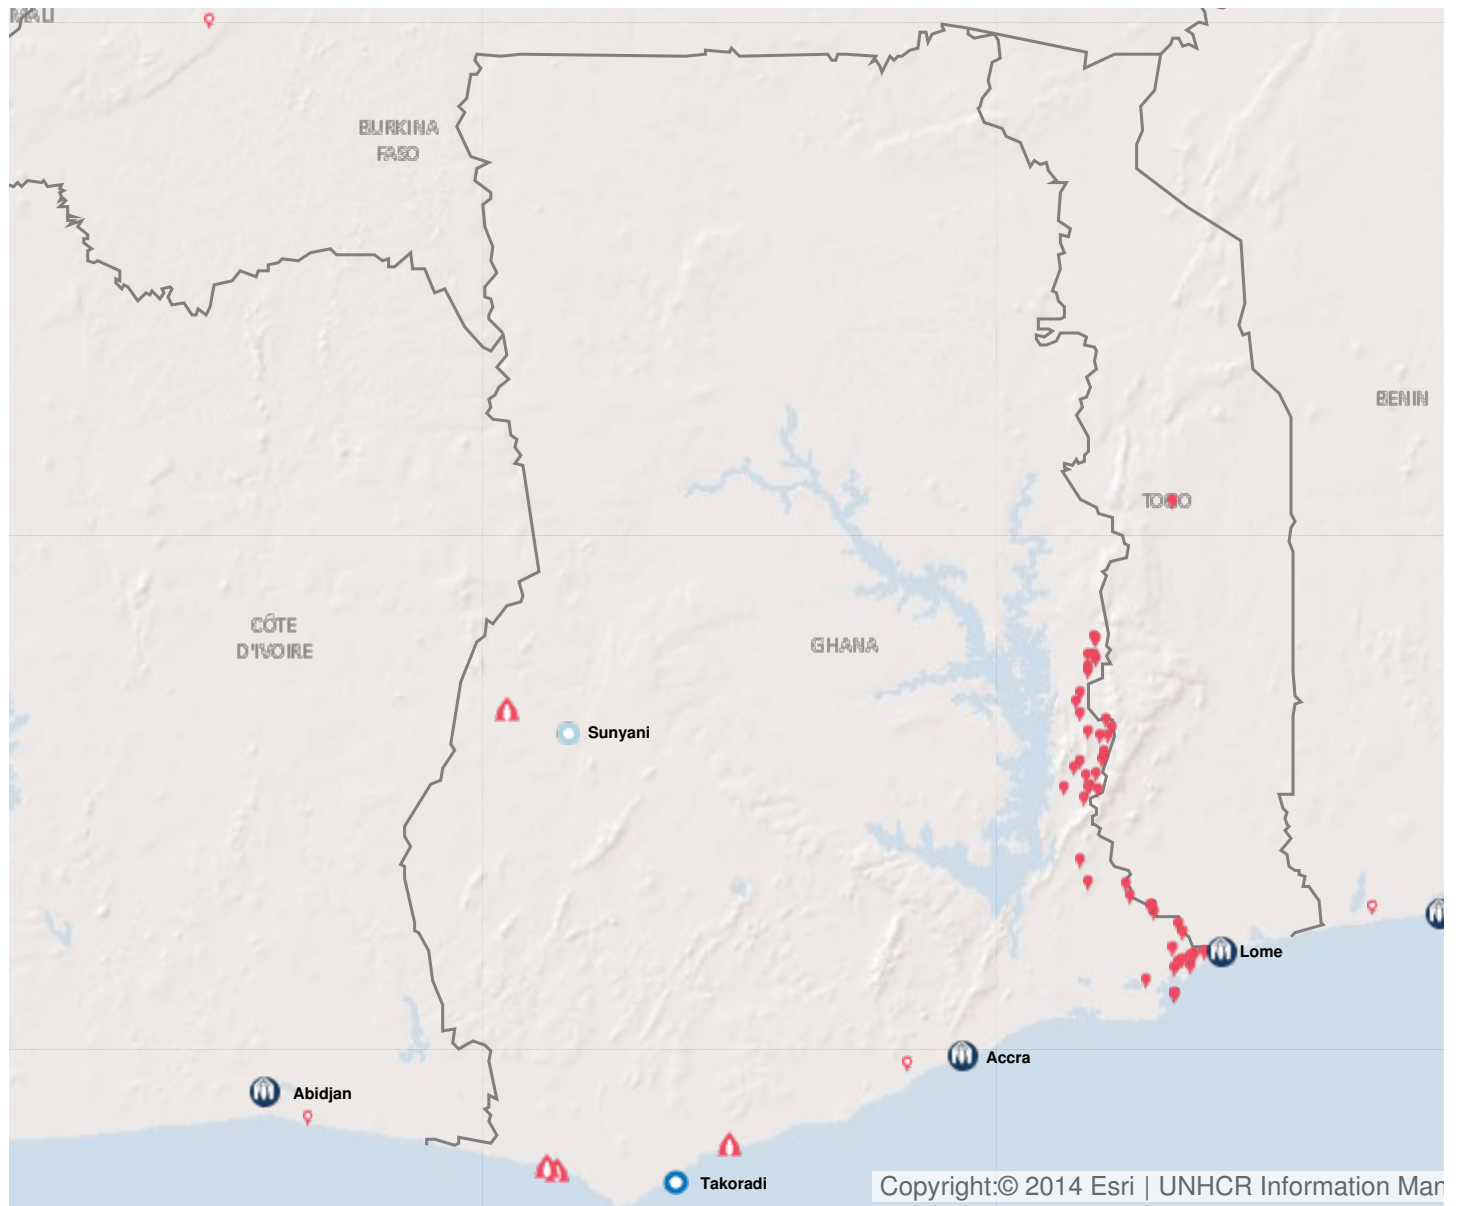 MALI
BURKINA
FASO
BENIN
TOGO
CÔTE
D'IVOIRE
GHANA
Sunyani
Lome
Accra
Abidjan
Takoradi
Copyright:© 2014 Esri | UNHCR Information Man